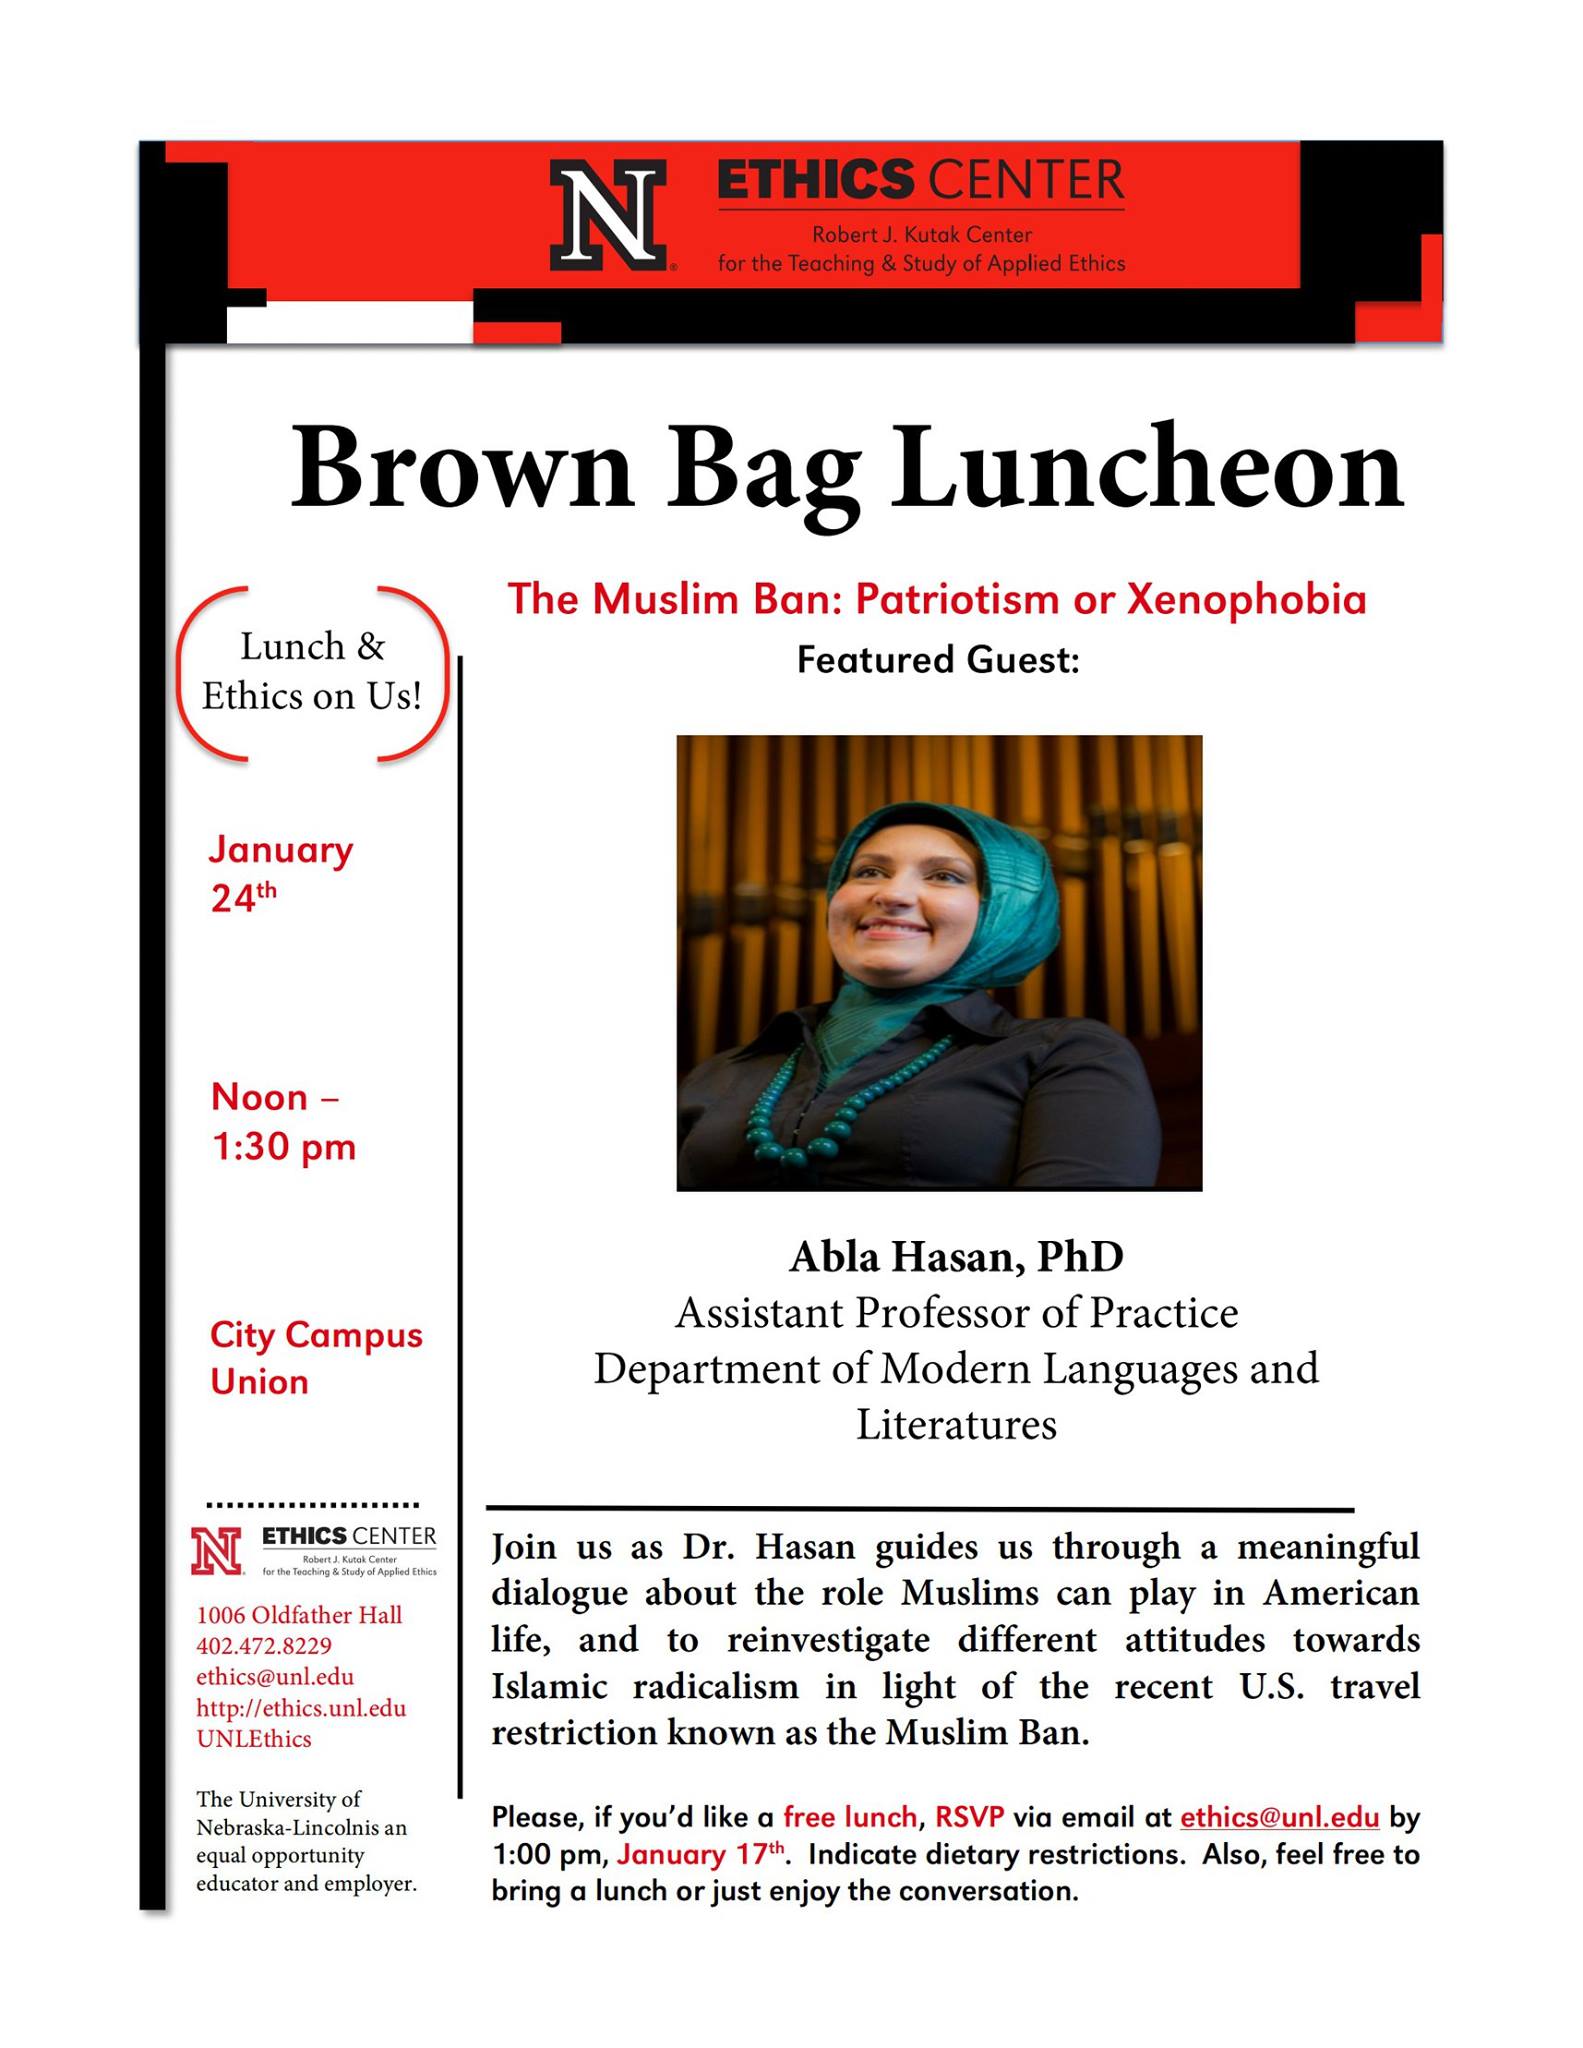 N
ETHICS CENTER
Robert J. Kutak Center
for the Teaching & Study of Applied Ethics
Brown Bag Luncheon
Lunch &
Ethics on Us!
January
24th
Noon –
1:30 pm
City Campus
Union
N
ETHICS CENTER
Robert J. Kutak Center
for the Teaching & Study of Applied Ethics
1006 Oldfather Hall
402.472.8229
ethics@unl.edu
http://ethics.unl.edu
UNLEthics
The University of
Nebraska-Lincolnis an
equal opportunity
educator and employer.
The Muslim Ban: Patriotism or Xenophobia
Featured Guest:
Abla Hasan, PhD
Assistant Professor of Practice
Department of Modern Languages and
Literatures
Join us as Dr. Hasan guides us through a meaningful
dialogue about the role Muslims can play in American
life, and to reinvestigate different attitudes towards
Islamic radicalism in light of the recent U.S. travel
restriction known as the Muslim Ban.
Please, if you’d like a free lunch, RSVP via email at ethics@unl.edu by
1:00 pm, January 17th. Indicate dietary restrictions. Also, feel free to
bring a lunch or just enjoy the conversation.